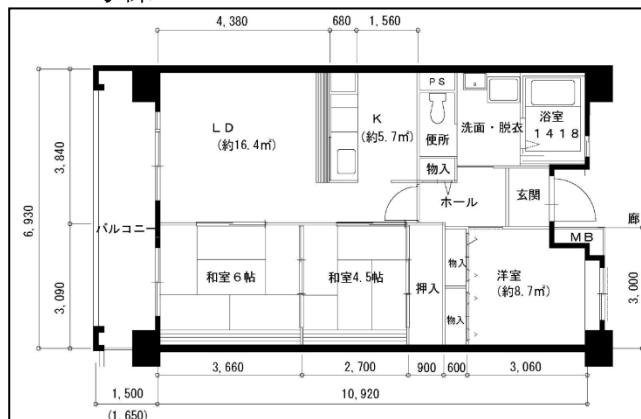 4,380
680
1,560
PS
浴室
1418
洗面・脱衣
LD
(約16.4㎡)
K
(約5.7㎡)
便所
物入
3,840
6,930
ホール
玄関
廊
バルコニー
MB
和室6帖
和室4.5帖
押入
物入
洋室
(約8.7㎡)
物入
3,090
3,000
3,660
2,700
900
600
3,060
1,500
10,920
(1,650)